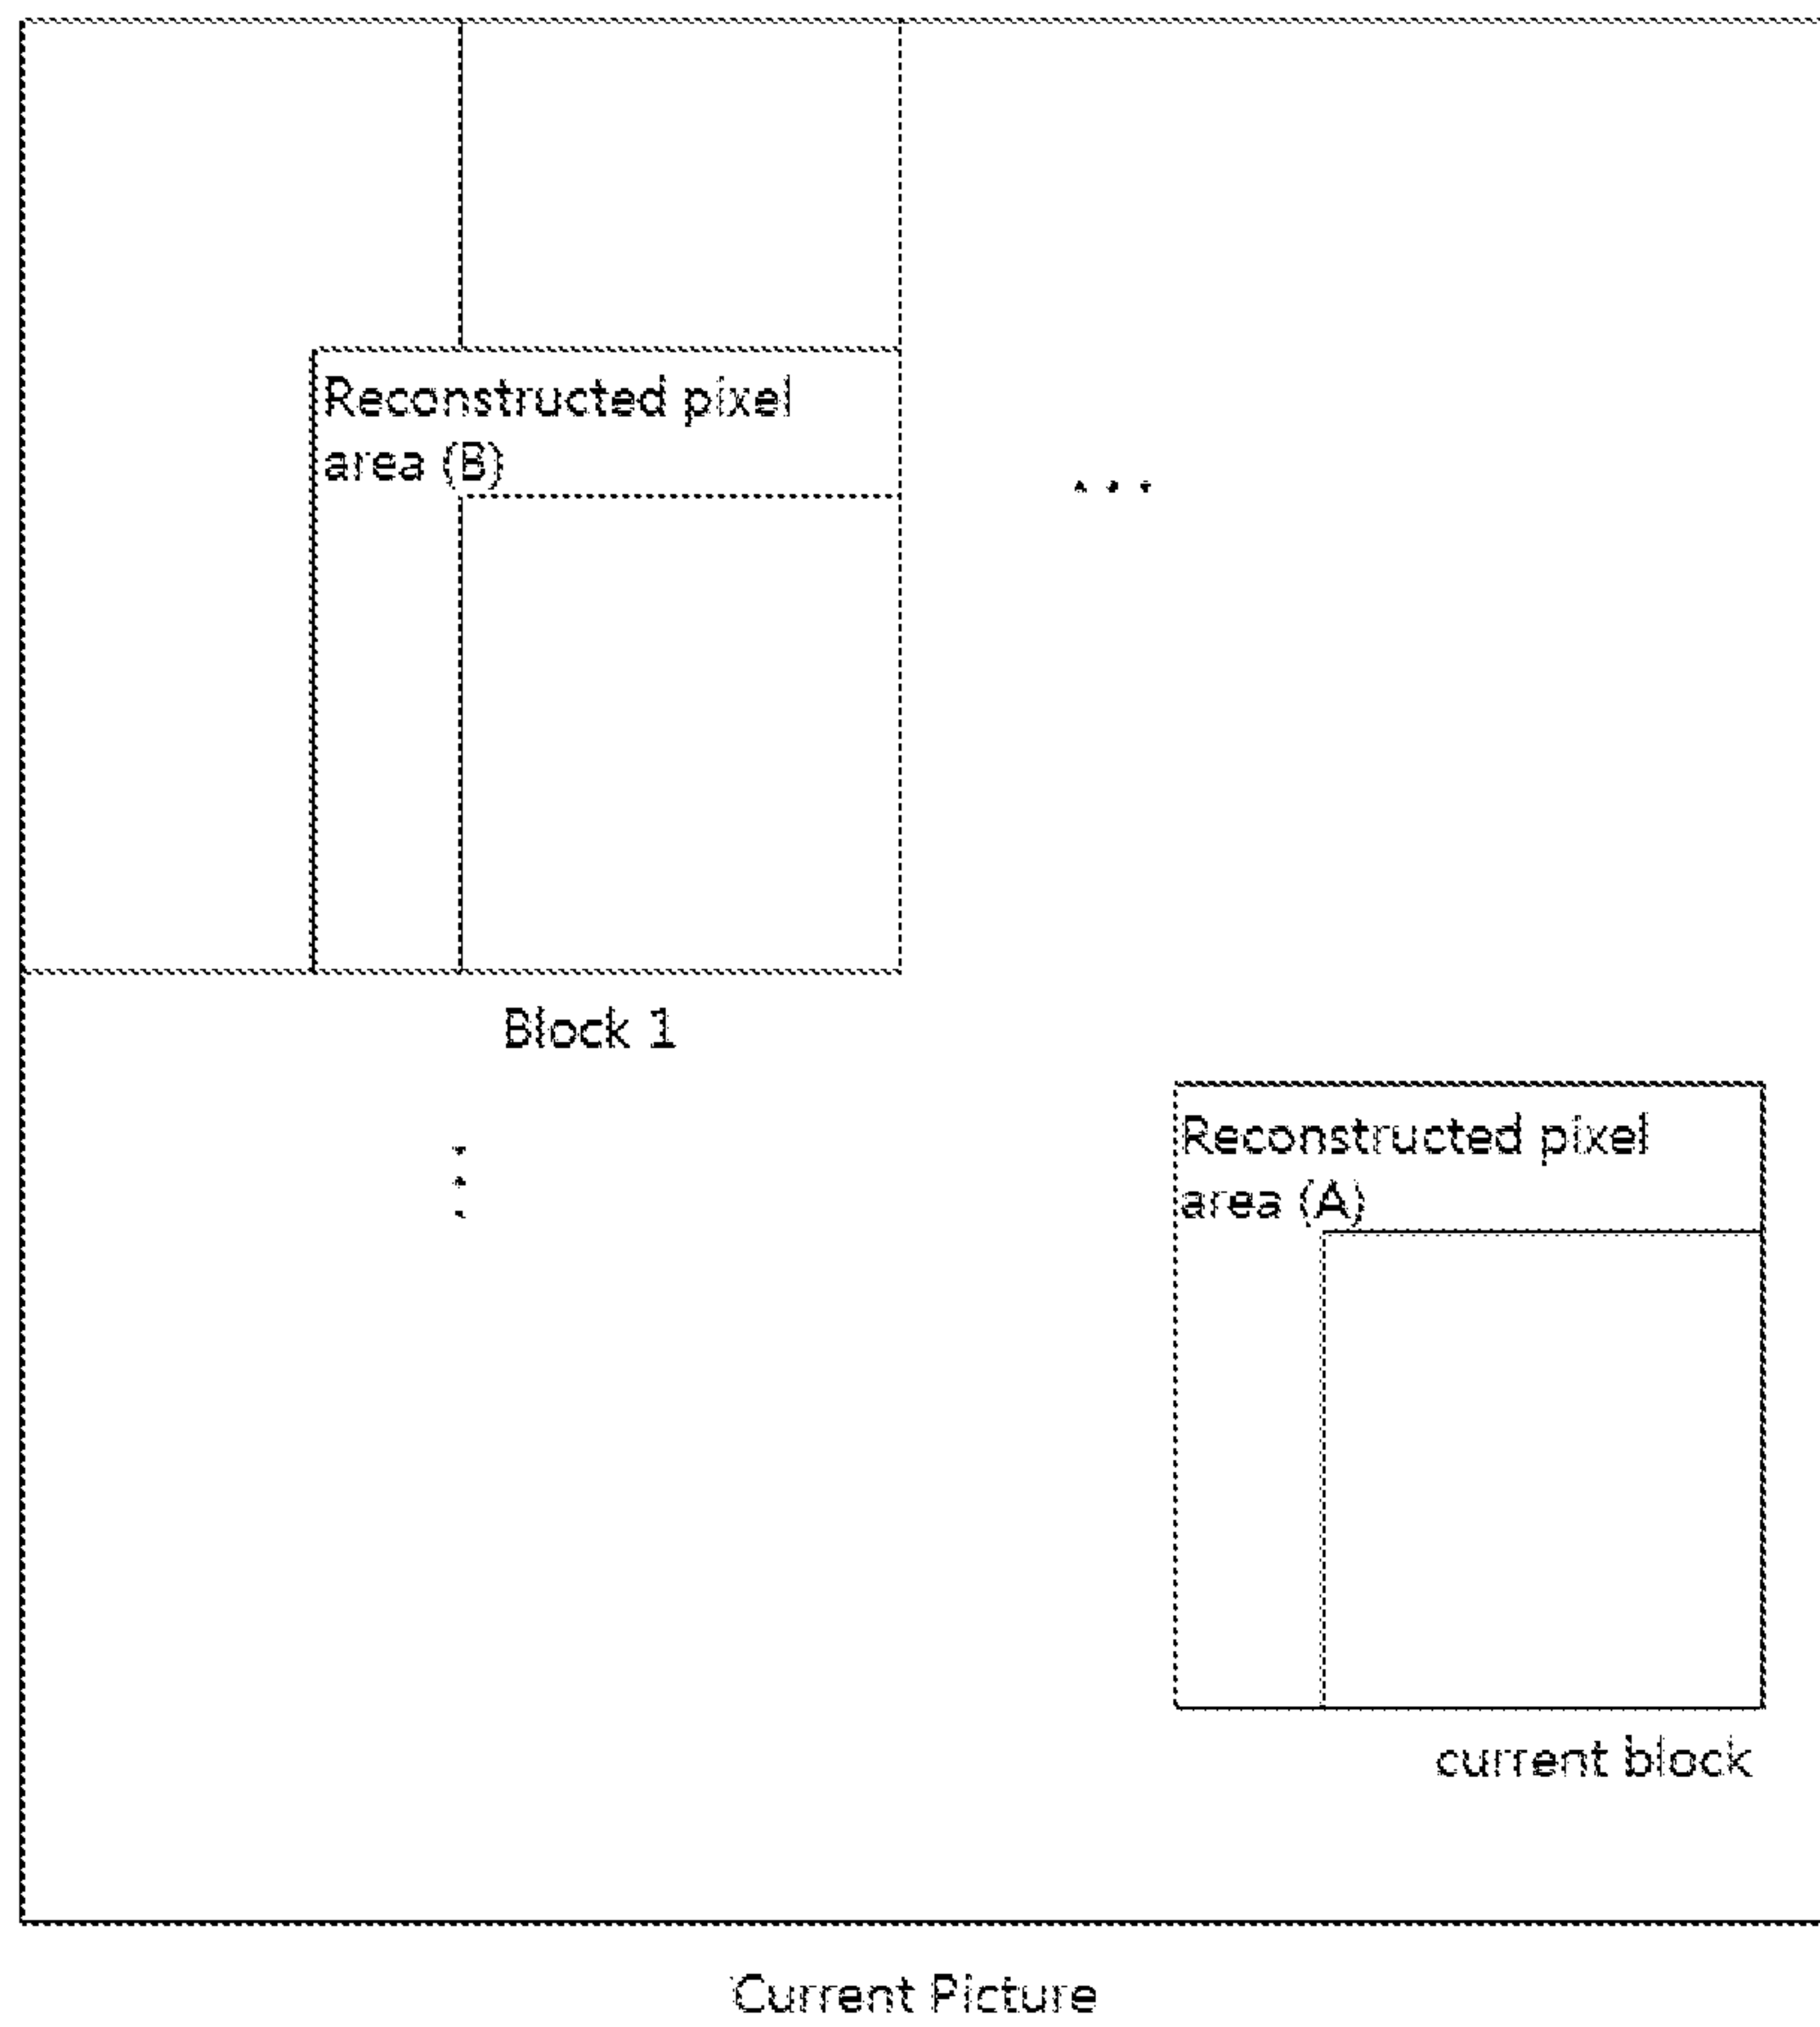 Reconstructed pixel
area (B)
Block 1
Reconstructed pixel
area (A)
current block
Current Picture